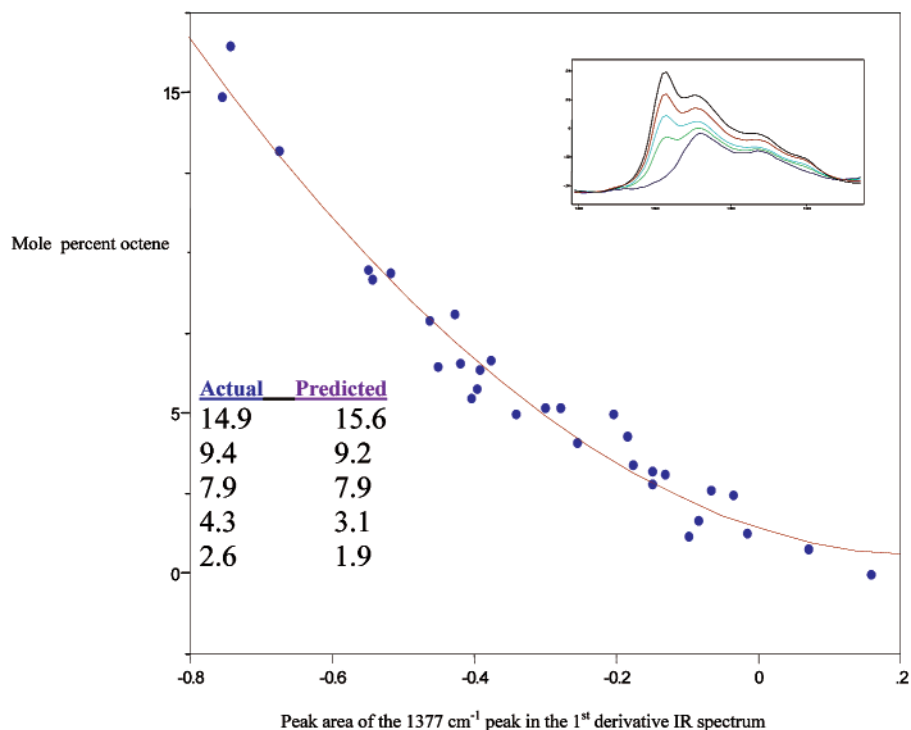 15
Mole percent octene
Actual Predicted
14.9 15.6
9.4 9.2
7.9 7.9
4.3 3.1
2.6 1.9
5
0
-0.8 -0.6 -0.4 -0.2 0 .2
Peak area of the 1377 cm⁻¹ peak in the 1ˢᵗ derivative IR spectrum